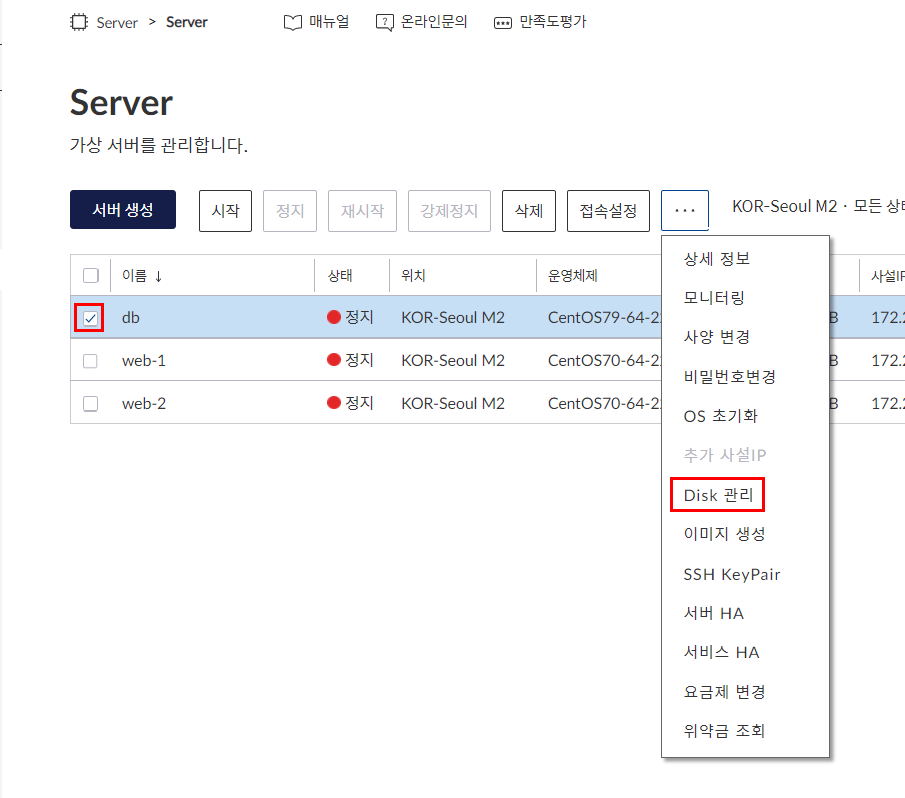 Server > Server 매뉴얼 온라인문의 만족도평가
Server
가상 서버를 관리합니다.
서버 생성 시작 정지 재시작 강제정지 삭제 접속설정 ... KOR-Seoul M2 · 모든 상태
이름 ↓ 상태 위치 운영체제 사설IP
db 정지 KOR-Seoul M2 CentOS79-64-2 B 172.2
web-1 정지 KOR-Seoul M2 CentOS70-64-2 B 172.2
web-2 정지 KOR-Seoul M2 CentOS70-64-2 B 172.2
상세 정보
모니터링
사양 변경
비밀번호변경
OS 초기화
추가 사설IP
Disk 관리
이미지 생성
SSH KeyPair
서버 HA
서비스 HA
요금제 변경
위약금 조회